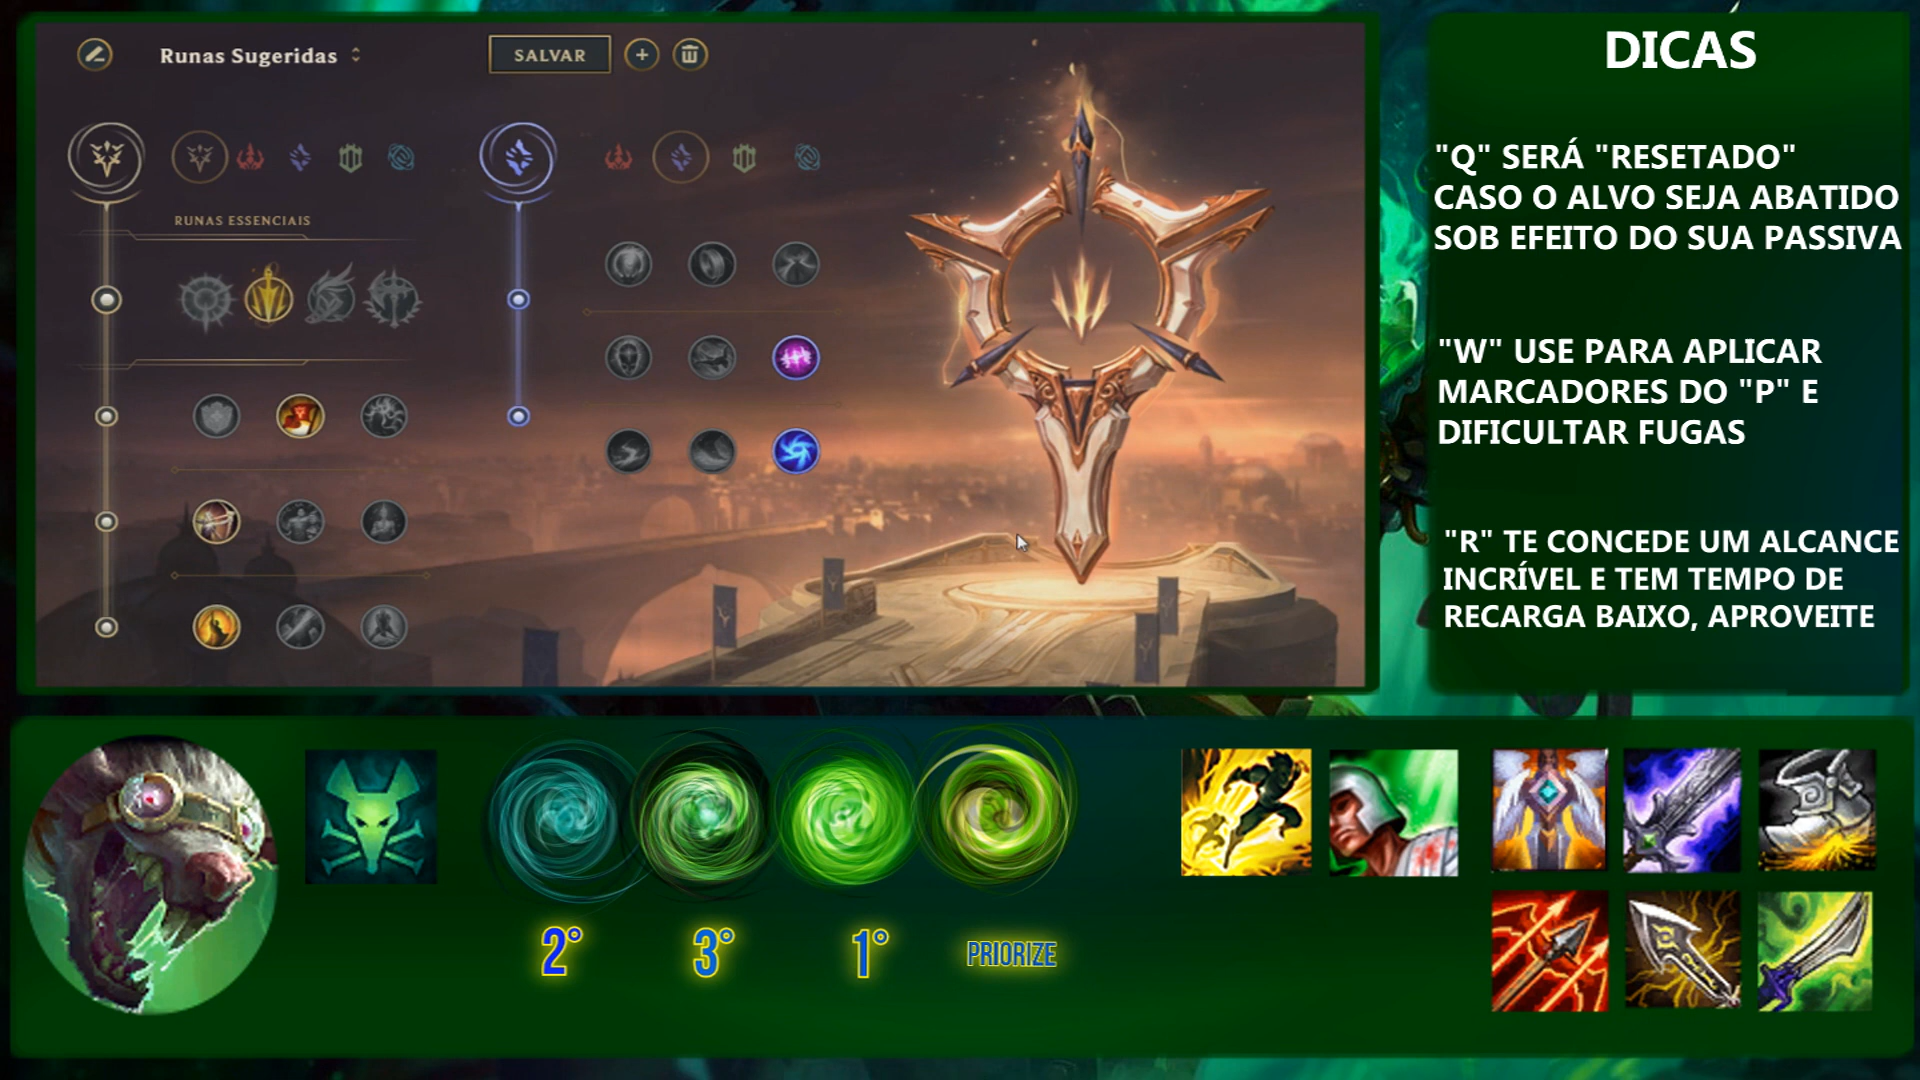 Runas Sugeridas
SALVAR
RUNAS ESSENCIAIS
DICAS
"Q" SERÁ "RESETADO"
CASO O ALVO SEJA ABATIDO
SOB EFEITO DO SUA PASSIVA
"W" USE PARA APLICAR
MARCADORES DO "P" E
DIFICULTAR FUGAS
"R" TE CONCEDE UM ALCANCE
INCRÍVEL E TEM TEMPO DE
RECARGA BAIXO, APROVEITE
2°
3°
1°
PRIORIZE